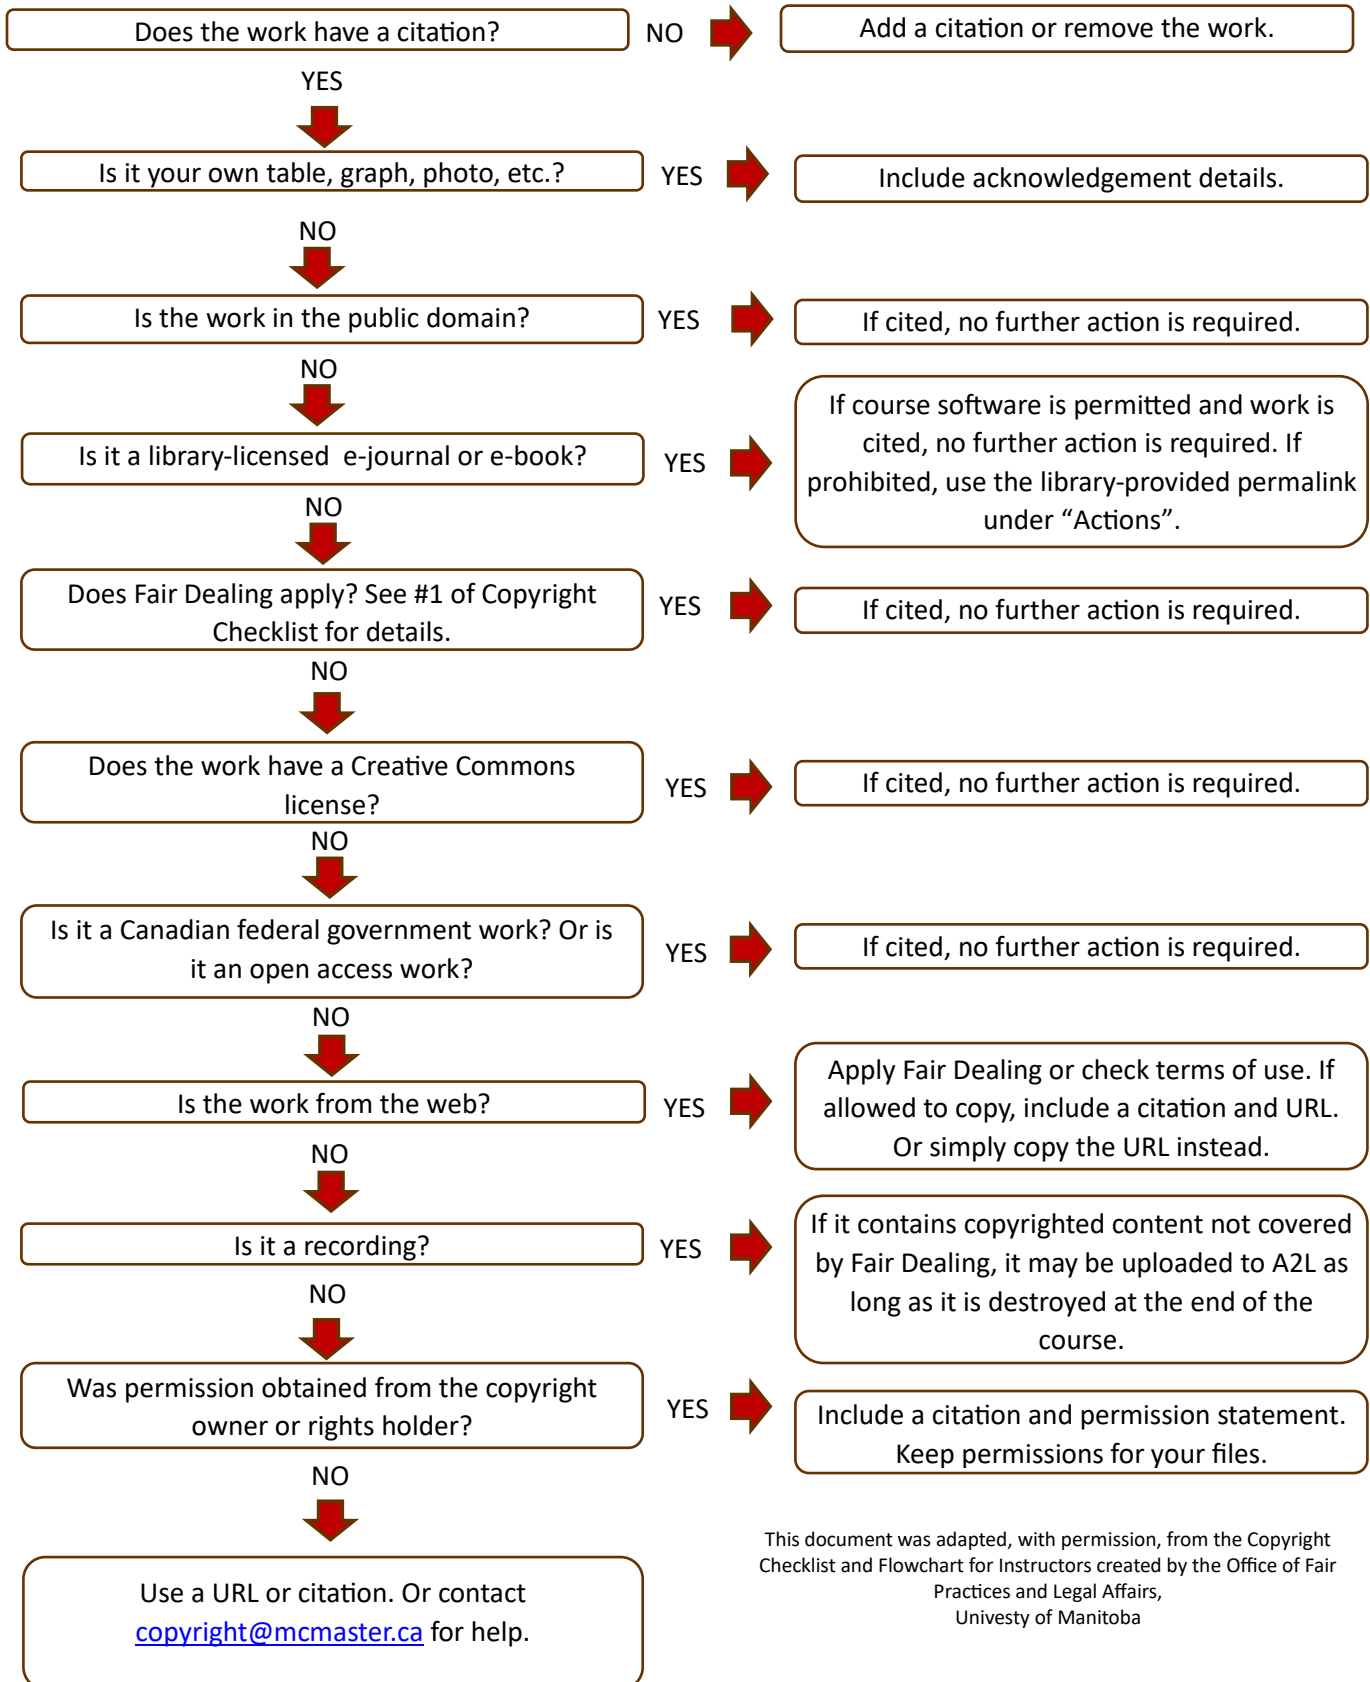 Does the work have a citation?
NO
Add a citation or remove the work.
YES
Is it your own table, graph, photo, etc.?
YES
Include acknowledgement details.
NO
Is the work in the public domain?
YES
If cited, no further action is required.
NO
Is it a library-licensed e-journal or e-book?
YES
If course software is permitted and work is
cited, no further action is required. If
prohibited, use the library-provided permalink
under “Actions”.
NO
Does Fair Dealing apply? See #1 of Copyright
Checklist for details.
YES
If cited, no further action is required.
NO
Does the work have a Creative Commons
license?
YES
If cited, no further action is required.
NO
Is it a Canadian federal government work? Or is
it an open access work?
YES
If cited, no further action is required.
NO
Is the work from the web?
YES
Apply Fair Dealing or check terms of use. If
allowed to copy, include a citation and URL.
Or simply copy the URL instead.
NO
Is it a recording?
YES
If it contains copyrighted content not covered
by Fair Dealing, it may be uploaded to A2L as
long as it is destroyed at the end of the
course.
NO
Was permission obtained from the copyright
owner or rights holder?
YES
Include a citation and permission statement.
Keep permissions for your files.
NO
Use a URL or citation. Or contact
copyright@mcmaster.ca for help.
This document was adapted, with permission, from the Copyright
Checklist and Flowchart for Instructors created by the Office of Fair
Practices and Legal Affairs,
Univesty of Manitoba